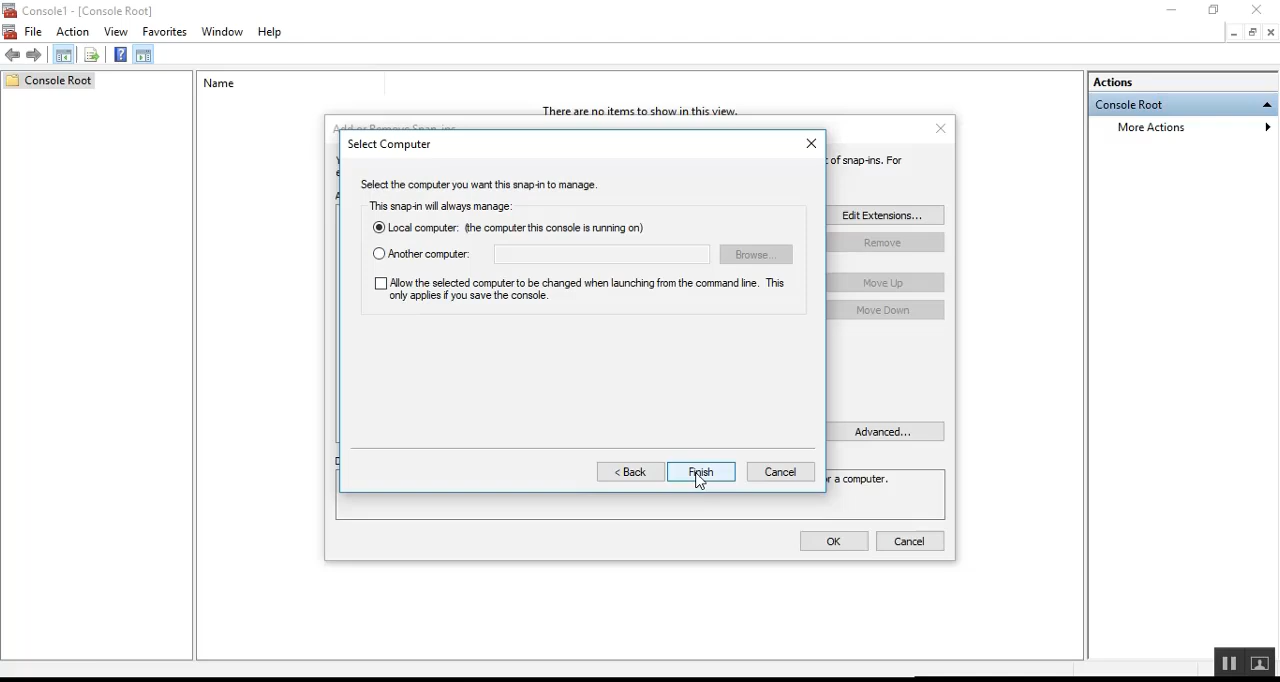 Console1 - [Console Root]
File Action View Favorites Window Help
Console Root
Name
There are no items to show in this view.
Actions
Console Root
More Actions
Add or Remove Snap-ins
of snap-ins. For
Edit Extensions...
Remove
Move Up
Move Down
Advanced...
r a computer.
OK Cancel
Select Computer
Select the computer you want this snap-in to manage.
This snap-in will always manage:
Local computer: (the computer this console is running on)
Another computer: Browse...
Allow the selected computer to be changed when launching from the command line. This
only applies if you save the console.
< Back Finish Cancel